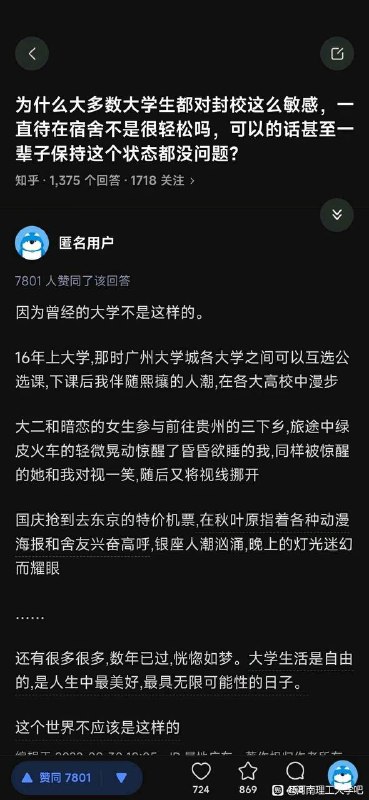 为什么大多数大学生都对封校这么敏感，一
直待在宿舍不是很轻松吗，可以的话甚至一
辈子保持这个状态都没问题？
知乎 · 1,375 个回答 · 1718 关注 >
匿名用户
7801 人赞同了该回答
因为曾经的大学不是这样的。
16年上大学,那时广州大学城各大学之间可以互选公
选课,下课后我伴随熙攘的人潮,在各大高校中漫步
大二和暗恋的女生参与前往贵州的三下乡,旅途中绿
皮火车的轻微晃动惊醒了昏昏欲睡的我,同样被惊醒
的她和我对视一笑,随后又将视线挪开
国庆抢到去东京的特价机票,在秋叶原指着各种动漫
海报和舍友兴奋高呼,银座人潮汹涌,晚上的灯光迷幻
而耀眼
......
还有很多很多,数年已过,恍惚如梦。大学生活是自由
的,是人生中最美好,最具无限可能性的日子。
这个世界不应该是这样的
赞同 7801
724
869
河南理工大学吧